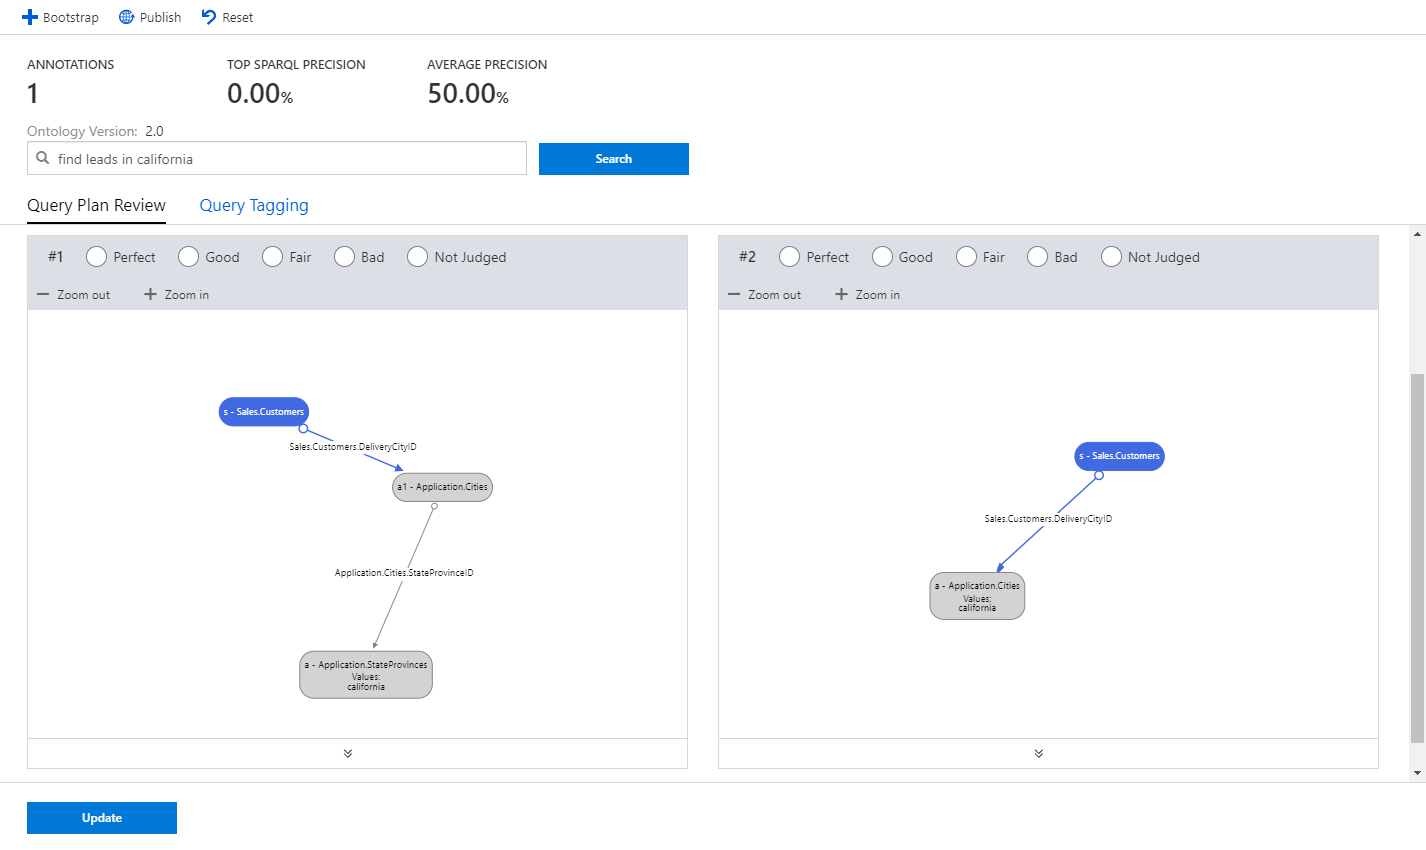 Bootstrap Publish Reset
ANNOTATIONS TOP SPARQL PRECISION AVERAGE PRECISION
1 0.00% 50.00%
Ontology Version: 2.0
find leads in california Search
Query Plan Review Query Tagging
#1 Perfect Good Fair Bad Not Judged
Zoom out Zoom in
s - Sales.Customers
Sales.Customers.DeliveryCityID
a1 - Application.Cities
Application.Cities.StateProvinceID
a - Application.StateProvinces
Values:
california
#2 Perfect Good Fair Bad Not Judged
Zoom out Zoom in
s - Sales.Customers
Sales.Customers.DeliveryCityID
a - Application.Cities
Values:
california
Update